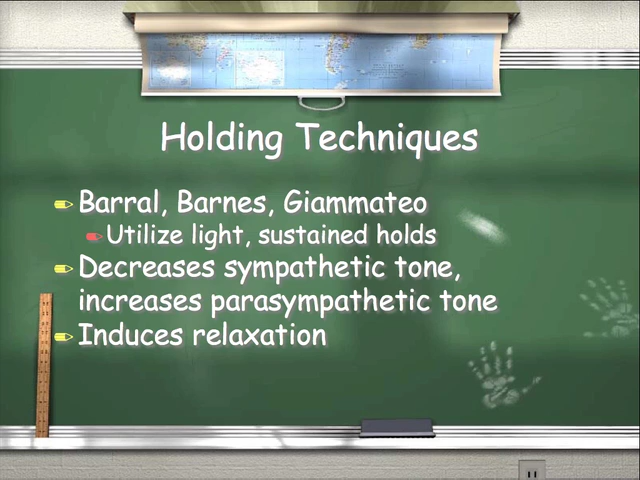 Holding Techniques
Barral, Barnes, Giammateo
Utilize light, sustained holds
Decreases sympathetic tone,
increases parasympathetic tone
Induces relaxation